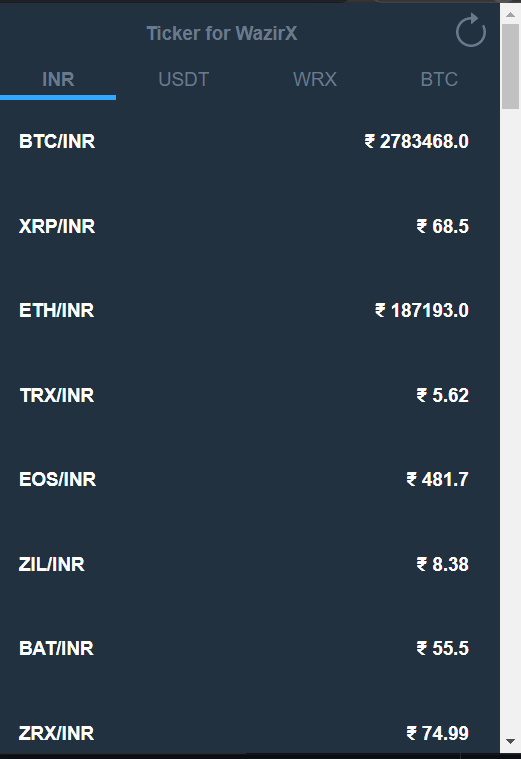 Ticker for WazirX
INR USDT WRX BTC
BTC/INR ₹ 2783468.0
XRP/INR ₹ 68.5
ETH/INR ₹ 187193.0
TRX/INR ₹ 5.62
EOS/INR ₹ 481.7
ZIL/INR ₹ 8.38
BAT/INR ₹ 55.5
ZRX/INR ₹ 74.99